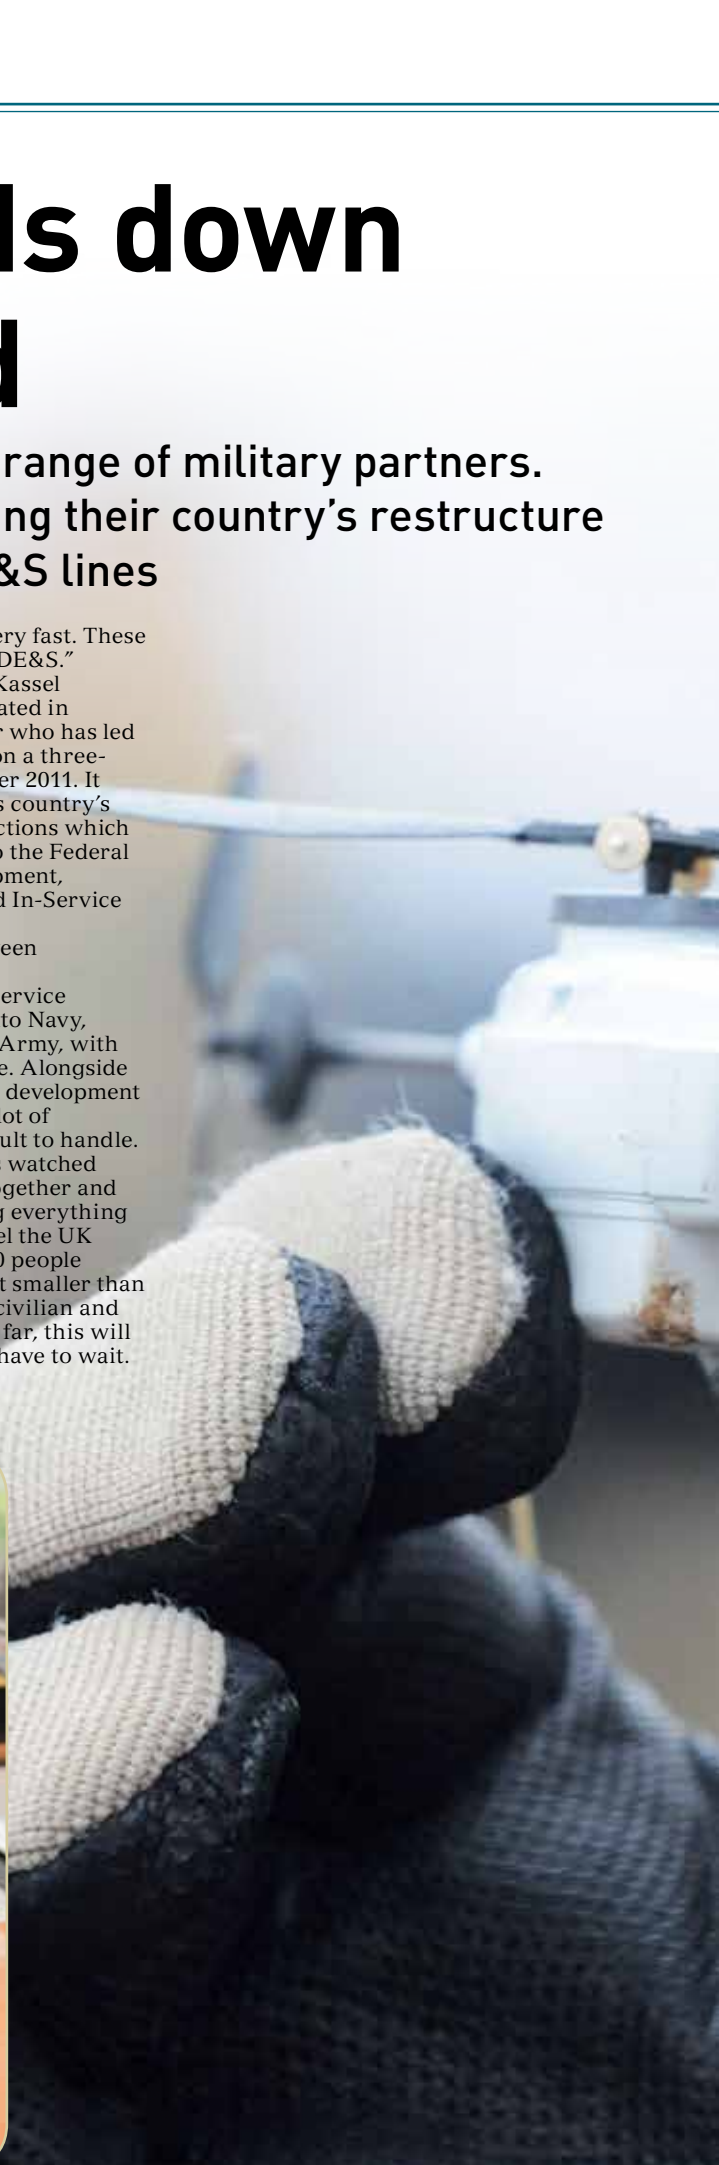 ls down
d
range of military partners.
ng their country’s restructure
&S lines
ery fast. These
DE&S.”
Kassel
ated in
r who has led
on a three-
er 2011. It
s country’s
ctions which
o the Federal
pment,
d In-Service
een
ervice
to Navy,
Army, with
e. Alongside
development
lot of
ult to handle.
s watched
ogether and
g everything
el the UK
0 people
t smaller than
civilian and
far, this will
have to wait.